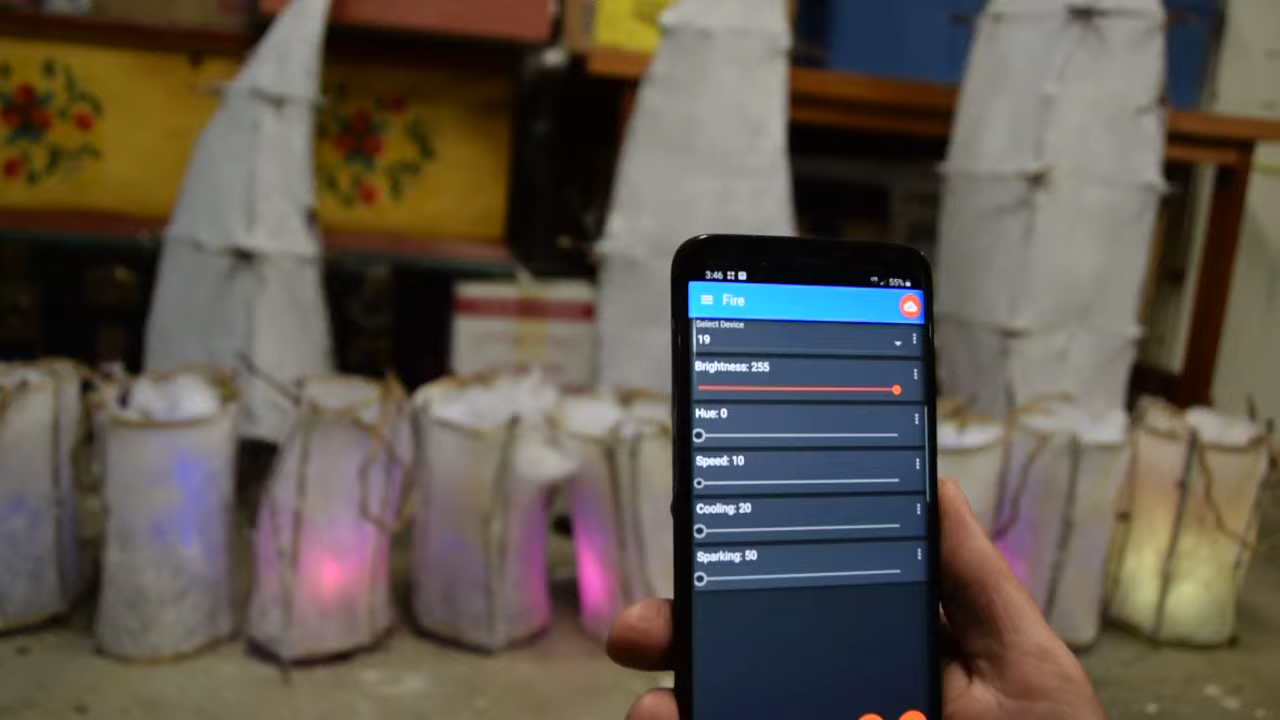 3:46 55%
Fire
Select Device
19
Brightness: 255
Hue: 0
Speed: 10
Cooling: 20
Sparking: 50